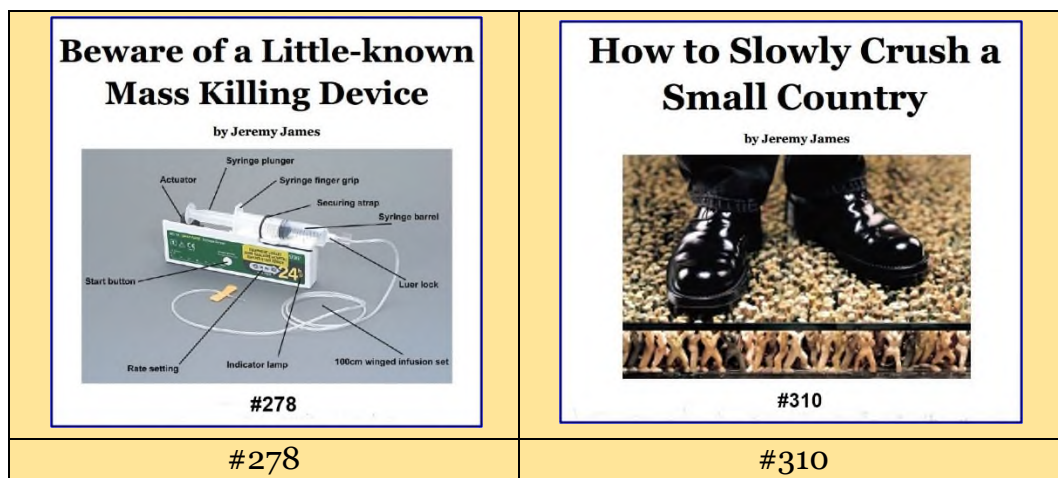 Beware of a Little-known
Mass Killing Device
by Jeremy James
Syringe plunger
Actuator
Syringe finger grip
Securing strap
Syringe barrel
Start button
24
Luer lock
Rate setting
Indicator lamp
100cm winged infusion set
#278
#278
How to Slowly Crush a
Small Country
by Jeremy James
#310
#310